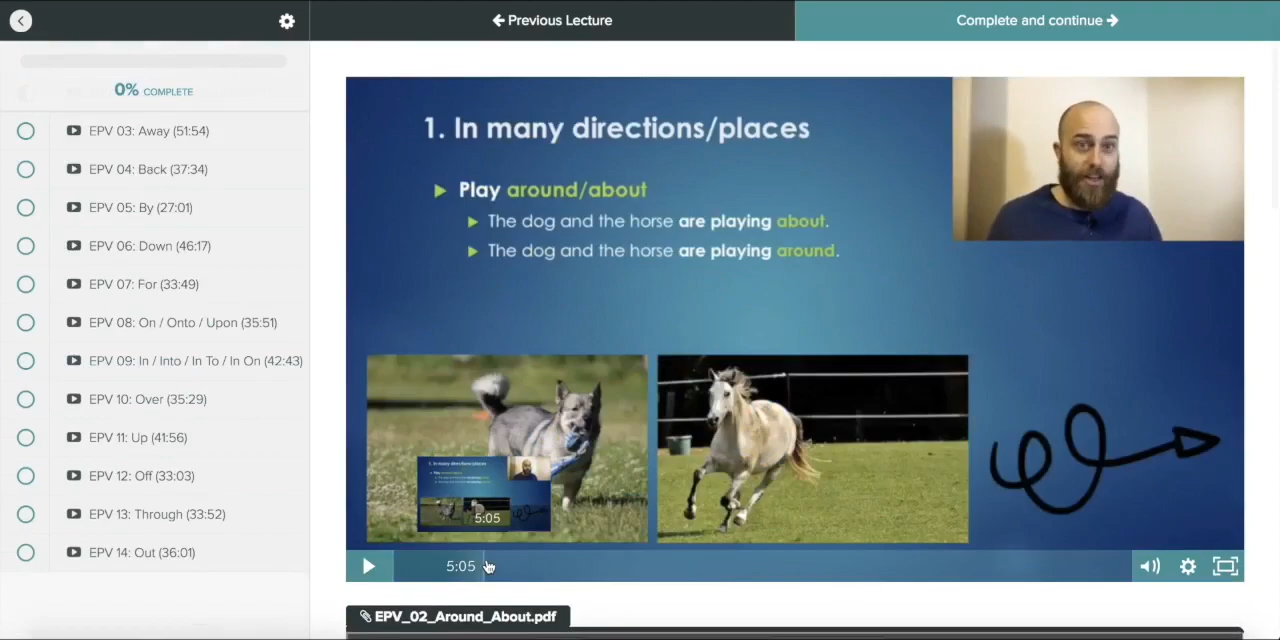 Previous Lecture
Complete and continue
0% COMPLETE
EPV 03: Away (51:54)
EPV 04: Back (37:34)
EPV 05: By (27:01)
EPV 06: Down (46:17)
EPV 07: For (33:49)
EPV 08: On / Onto / Upon (35:51)
EPV 09: In / Into / In To / In On (42:43)
EPV 10: Over (35:29)
EPV 11: Up (41:56)
EPV 12: Off (33:03)
EPV 13: Through (33:52)
EPV 14: Out (36:01)
1. In many directions/places
Play around/about
The dog and the horse are playing about.
The dog and the horse are playing around.
1. In many directions/places
5:05
5:05
EPV_02_Around_About.pdf